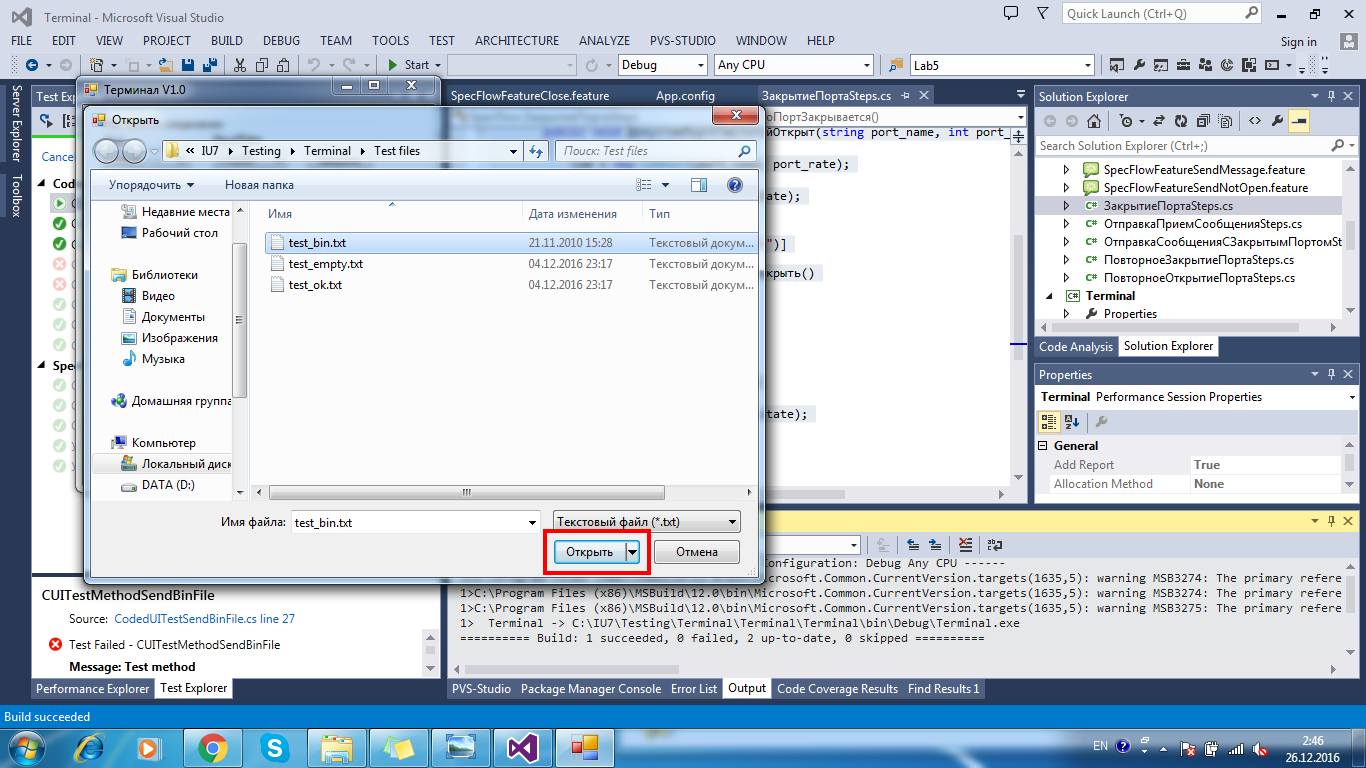 Terminal - Microsoft Visual Studio
Quick Launch (Ctrl+Q)
FILE EDIT VIEW PROJECT BUILD DEBUG TEAM TOOLS TEST ARCHITECTURE ANALYZE PVS-STUDIO WINDOW HELP
Sign in
Start Debug Any CPU Lab5
Server Explorer
Toolbox
Test Exp
Cance
Терминал V1.0
SpecFlowFeatureClose.feature App.config ЗакрытиеПортаSteps.cs
оПортЗакрывается()
йОткрыт(string port_name, int port_
port_rate);
ate);
")]
крыть()
tate);
Открыть
« IU7 Testing Terminal Test files
Поиск: Test files
Упорядочить Новая папка
Недавние места
Рабочий стол
Библиотеки
Видео
Документы
Изображения
Музыка
Домашняя группа
Компьютер
Локальный диск
DATA (D:)
Имя Дата изменения Тип
test_bin.txt 21.11.2010 15:28 Текстовый докум...
test_empty.txt 04.12.2016 23:17 Текстовый докум...
test_ok.txt 04.12.2016 23:17 Текстовый докум...
Имя файла: test_bin.txt Текстовый файл (*.txt)
Открыть Отмена
Cod
Spe
Solution Explorer
Search Solution Explorer (Ctrl+;)
SpecFlowFeatureSendMessage.feature
SpecFlowFeatureSendNotOpen.feature
C# ЗакрытиеПортаSteps.cs
C# ОтправкаПриемСообщенияSteps.cs
C# ОтправкаСообщенияСЗакрытымПортомSt
C# ПовторноеЗакрытиеПортаSteps.cs
C# ПовторноеОткрытиеПортаSteps.cs
C# Terminal
Properties
Code Analysis Solution Explorer
Properties
Terminal Performance Session Properties
General
Add Report True
Allocation Method None
Configuration: Debug Any CPU ------
1>C:\Program Files (x86)\MSBuild\12.0\bin\Microsoft.Common.CurrentVersion.targets(1635,5): warning MSB3274: The primary refere
1>C:\Program Files (x86)\MSBuild\12.0\bin\Microsoft.Common.CurrentVersion.targets(1635,5): warning MSB3274: The primary refere
1>C:\Program Files (x86)\MSBuild\12.0\bin\Microsoft.Common.CurrentVersion.targets(1635,5): warning MSB3275: The primary refere
1> Terminal -> C:\IU7\Testing\Terminal\Terminal\Terminal\bin\Debug\Terminal.exe
========== Build: 1 succeeded, 0 failed, 2 up-to-date, 0 skipped ==========
CUITestMethodSendBinFile
Source: CodedUITestSendBinFile.cs line 27
Test Failed - CUITestMethodSendBinFile
Message: Test method
Performance Explorer Test Explorer
PVS-Studio Package Manager Console Error List Output Code Coverage Results Find Results 1
Build succeeded
EN
2:46
26.12.2016